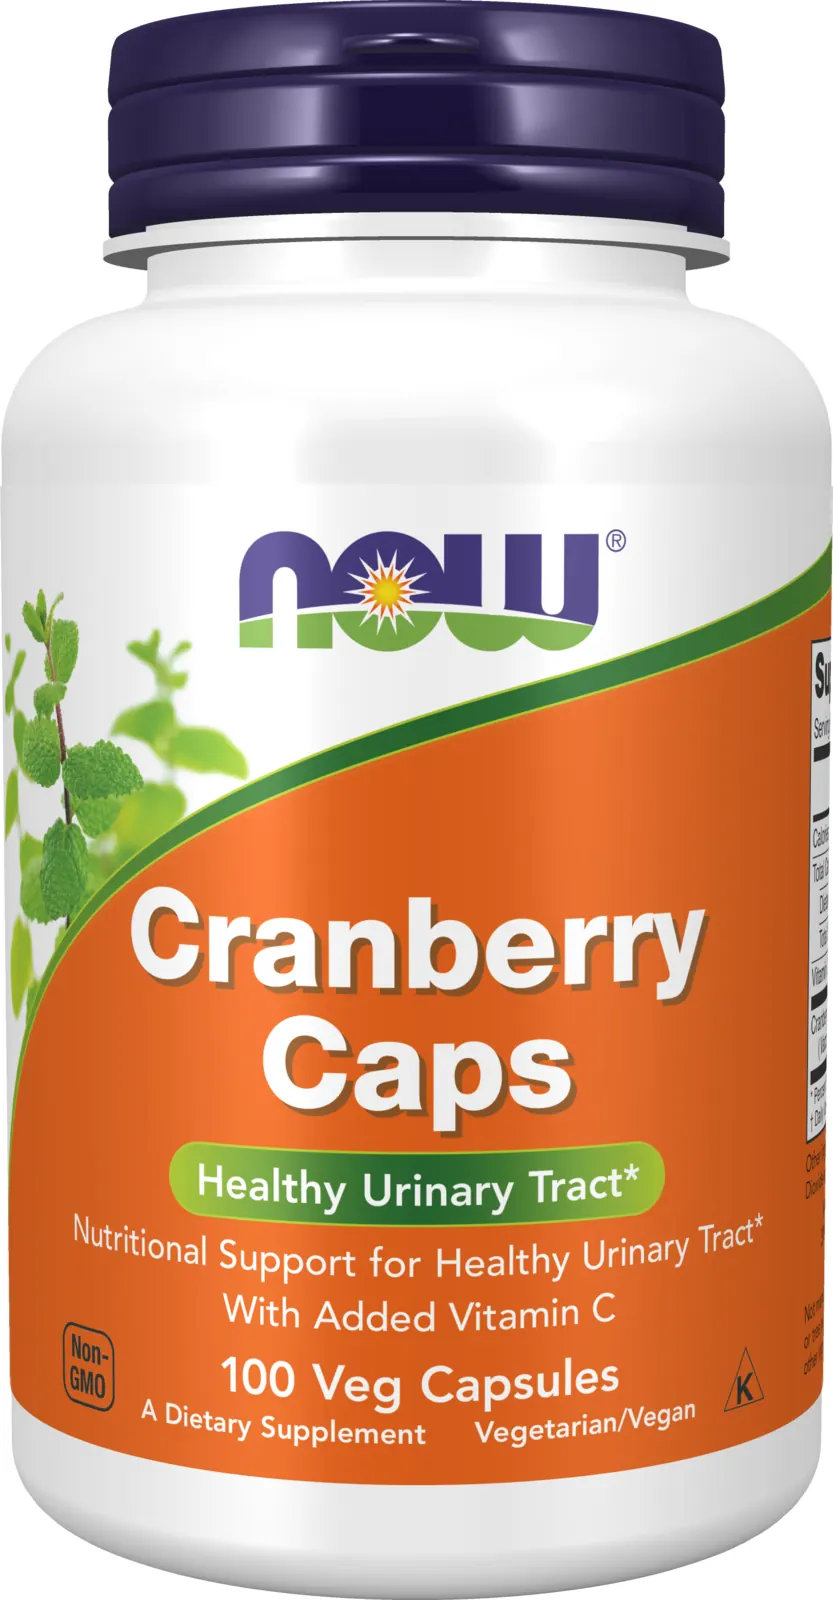 now®
Cranberry
Caps
Healthy Urinary Tract*
Nutritional Support for Healthy Urinary Tract*
With Added Vitamin C
Non-
GMO
100 Veg Capsules
K
A Dietary Supplement
Vegetarian/Vegan